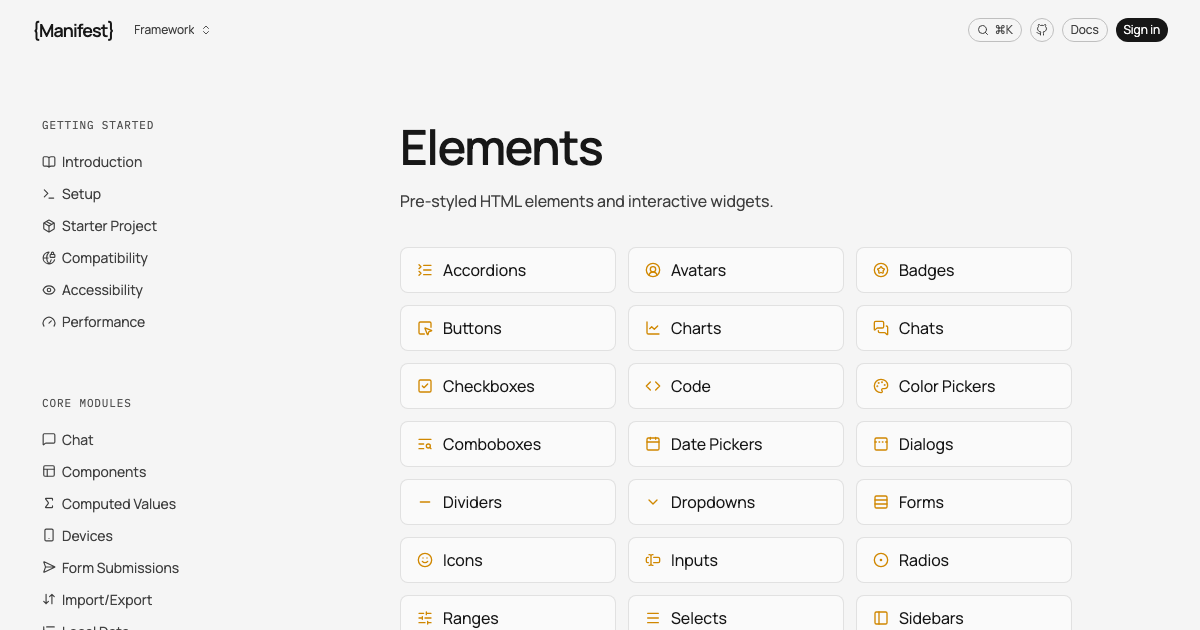 {Manifest}
Framework
⌘K
Docs
Sign in
GETTING STARTED
Introduction
Setup
Starter Project
Compatibility
Accessibility
Performance
CORE MODULES
Chat
Components
Computed Values
Devices
Form Submissions
Import/Export
Local Data
Elements
Pre-styled HTML elements and interactive widgets.
Accordions
Avatars
Badges
Buttons
Charts
Chats
Checkboxes
Code
Color Pickers
Comboboxes
Date Pickers
Dialogs
Dividers
Dropdowns
Forms
Icons
Inputs
Radios
Ranges
Selects
Sidebars